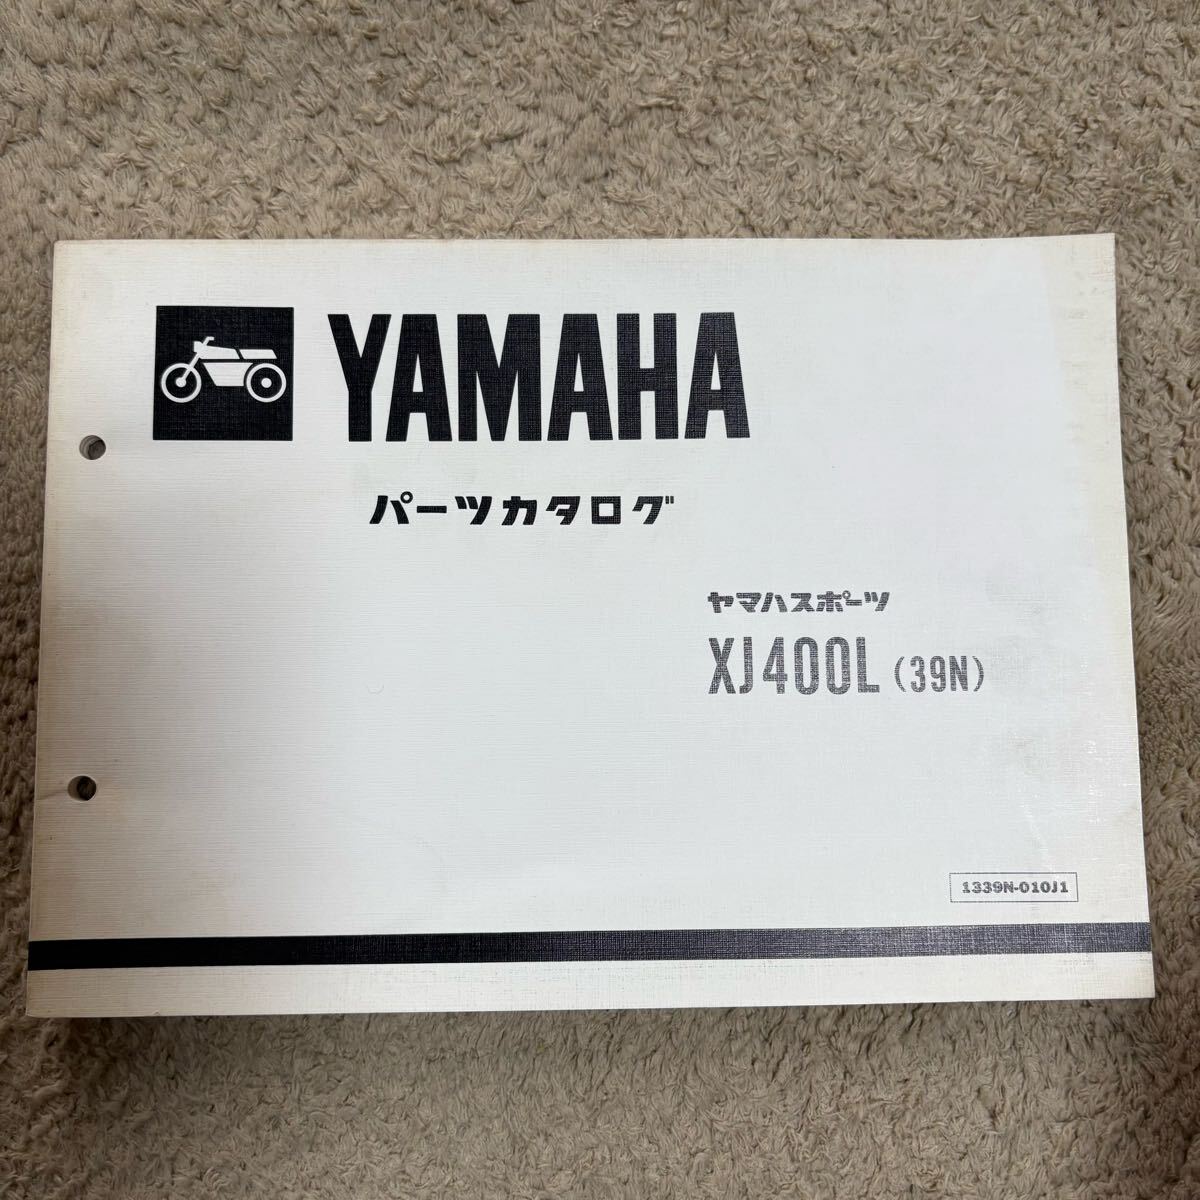 YAMAHA
パーツカタログ
ヤマハスポーツ
XJ400L (39N)
1339N-010J1